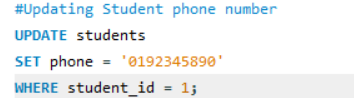 #Updating Student phone number
UPDATE students
SET phone = '0192345890'
WHERE student_id = 1;